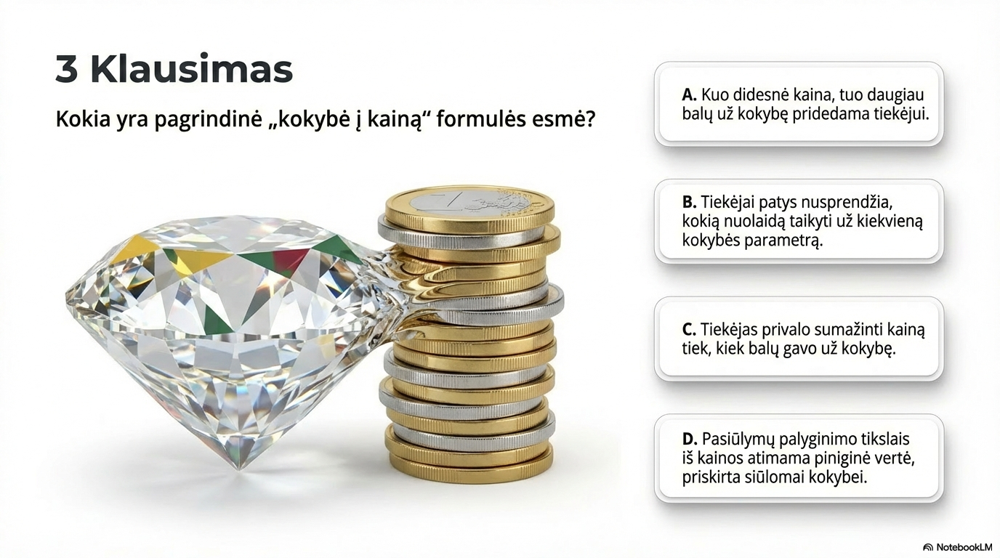 3 Klausimas
Kokia yra pagrindinė „kokybė į kainą“ formulės esmė?
A. Kuo didesnė kaina, tuo daugiau
balų už kokybę pridedama tiekėjui.
B. Tiekėjai patys nusprendžia,
kokią nuolaidą taikyti už kiekvieną
kokybės parametrą.
C. Tiekėjas privalo sumažinti kainą
tiek, kiek balų gavo už kokybę.
D. Pasiūlymų palyginimo tikslais
iš kainos atimama piniginė vertė,
priskirta siūlomai kokybei.
1
NotebookLM